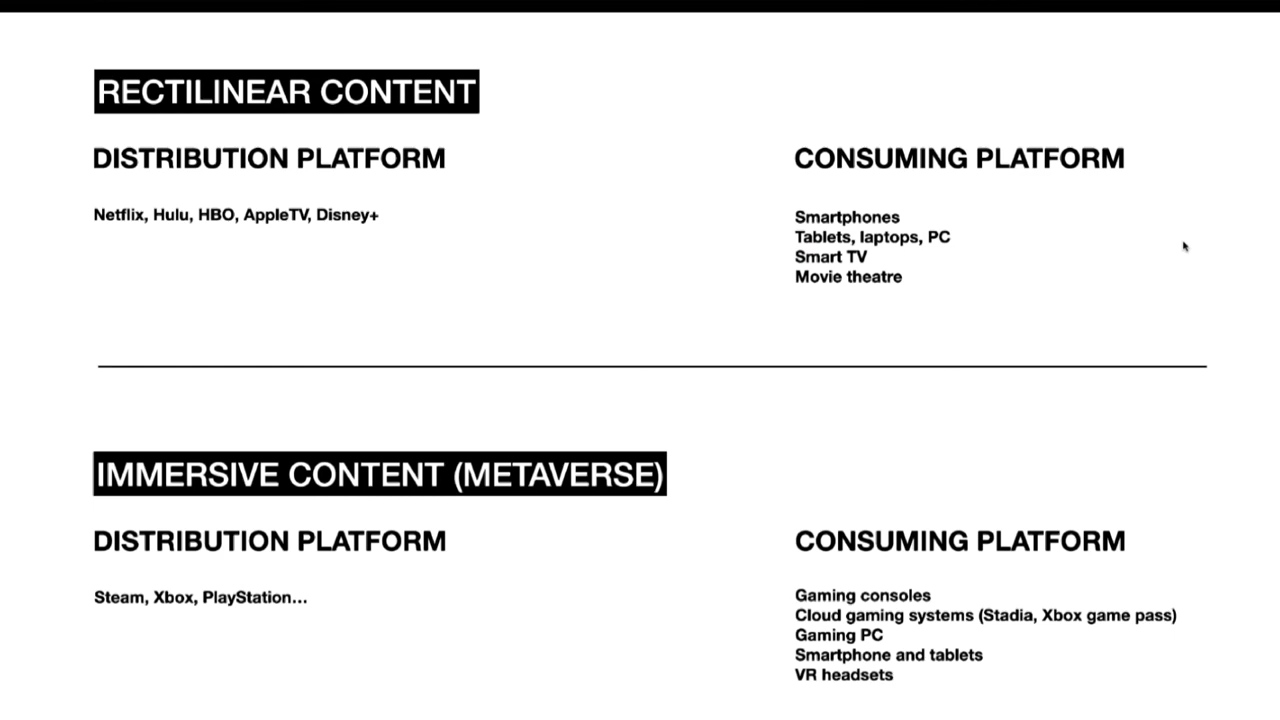 RECTILINEAR CONTENT
DISTRIBUTION PLATFORM
Netflix, Hulu, HBO, AppleTV, Disney+
CONSUMING PLATFORM
Smartphones
Tablets, laptops, PC
Smart TV
Movie theatre
IMMERSIVE CONTENT (METAVERSE)
DISTRIBUTION PLATFORM
Steam, Xbox, PlayStation...
CONSUMING PLATFORM
Gaming consoles
Cloud gaming systems (Stadia, Xbox game pass)
Gaming PC
Smartphone and tablets
VR headsets